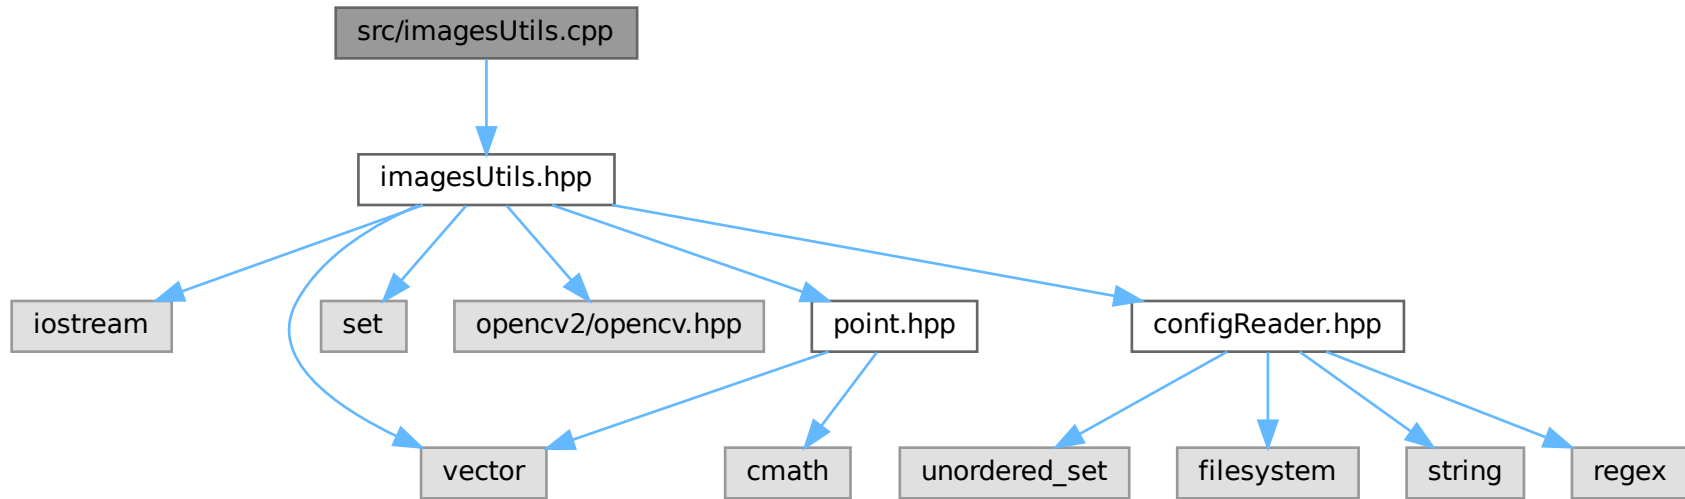 src/imagesUtils.cpp
imagesUtils.hpp
iostream
set
opencv2/opencv.hpp
point.hpp
configReader.hpp
vector
cmath
unordered_set
filesystem
string
regex